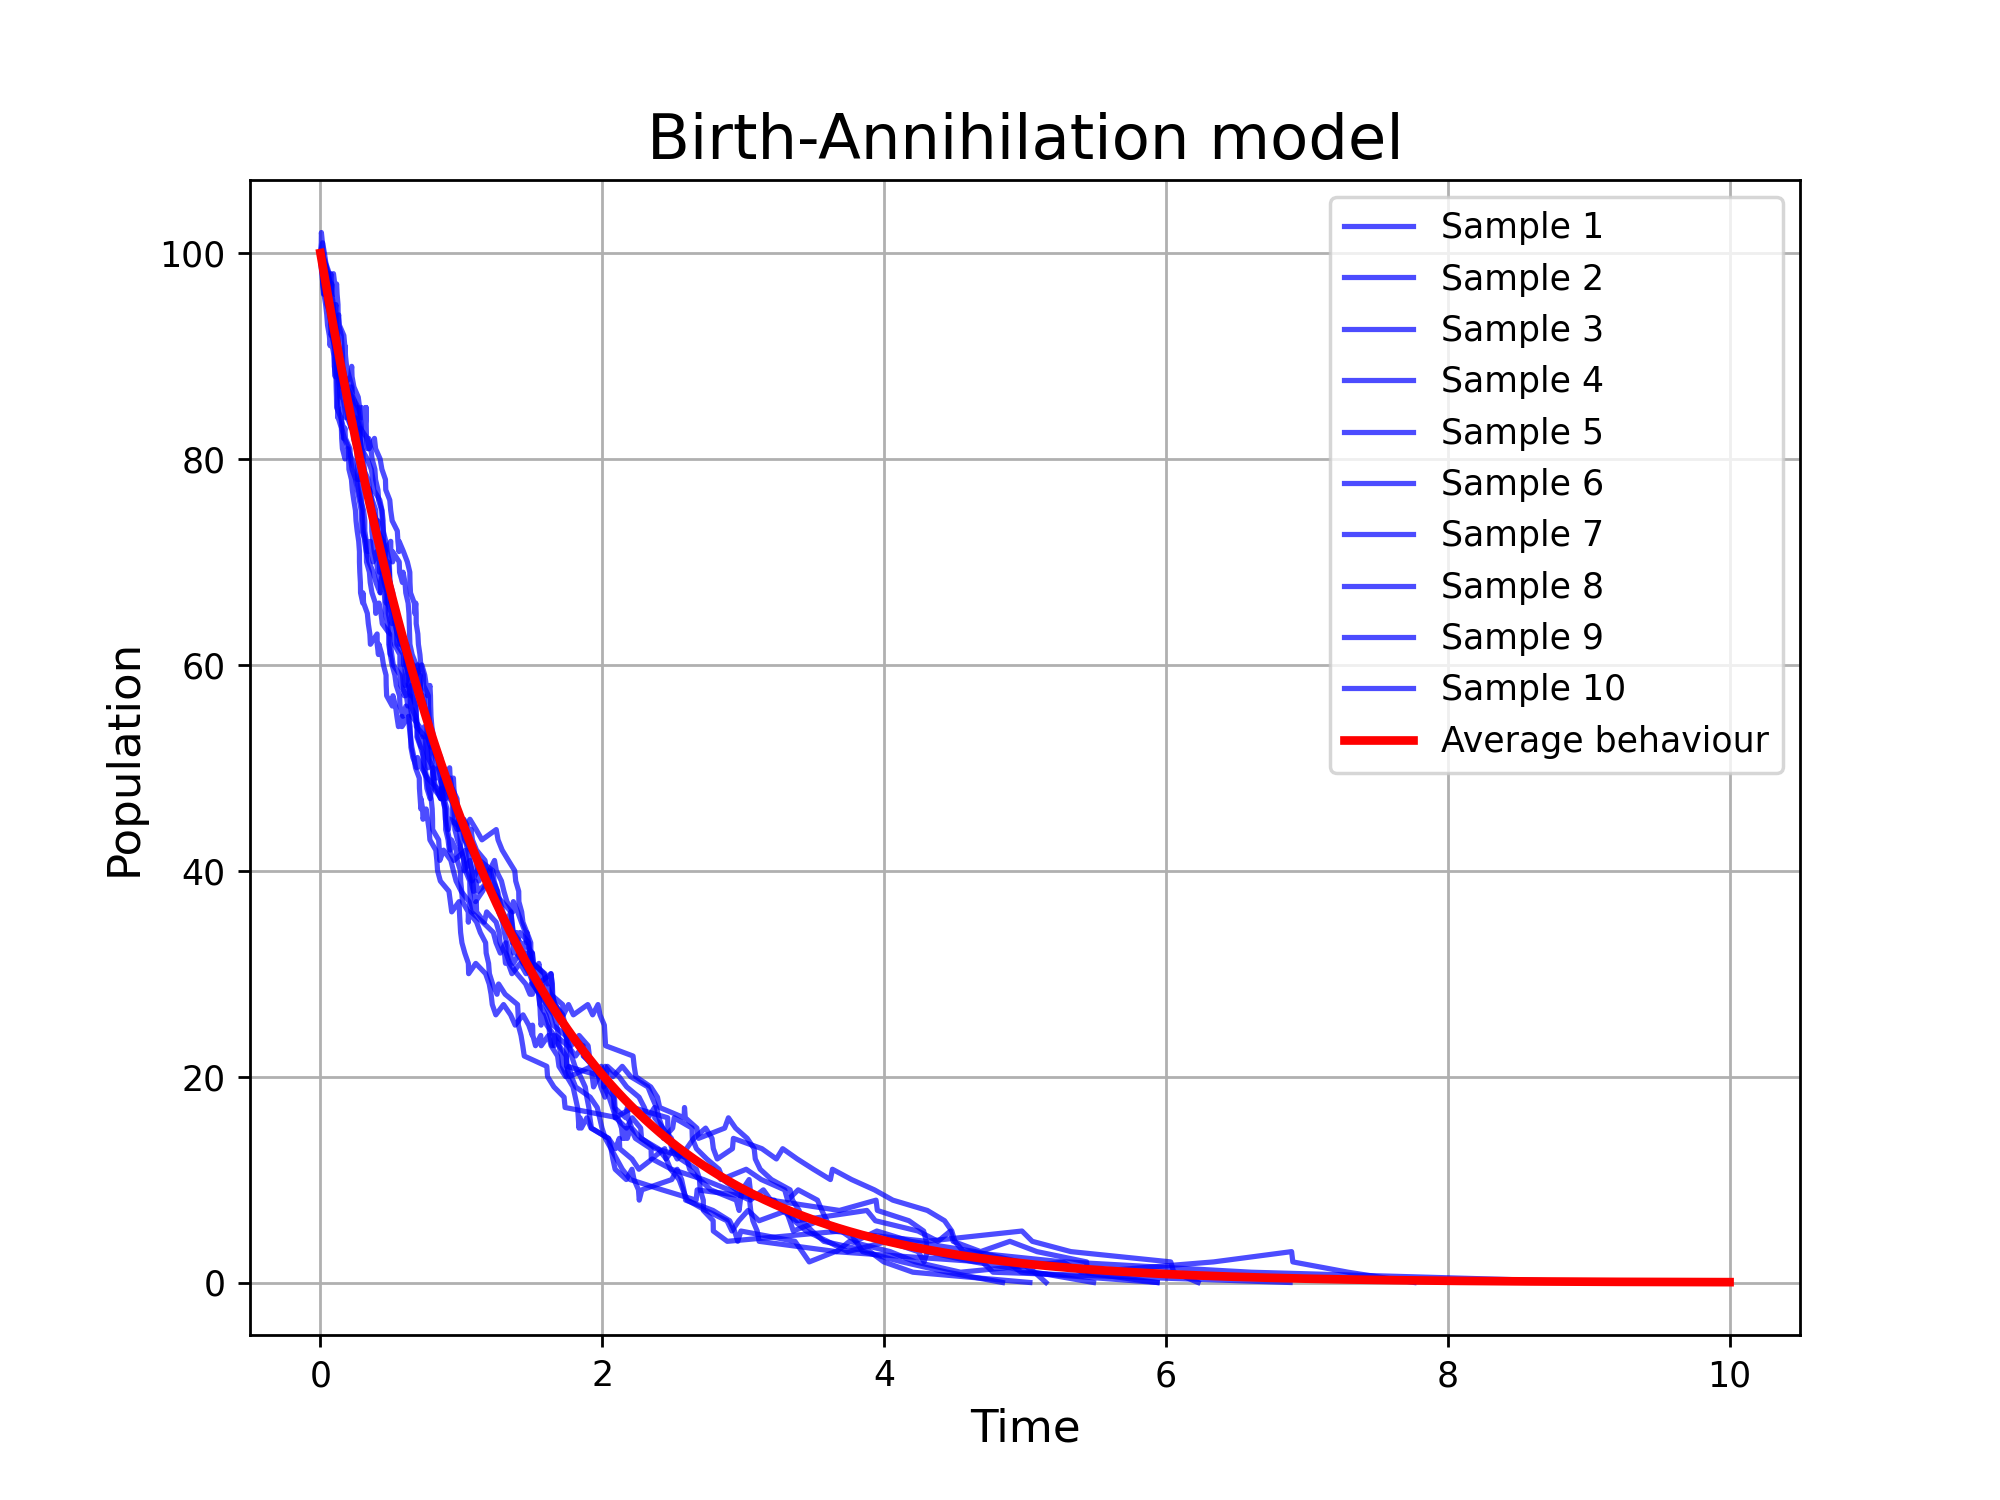 Birth-Annihilation model
Sample 1
Sample 2
Sample 3
Sample 4
Sample 5
Sample 6
Sample 7
Sample 8
Sample 9
Sample 10
Average behaviour
Population
100
80
60
40
20
0
0 2 4 6 8 10
Time